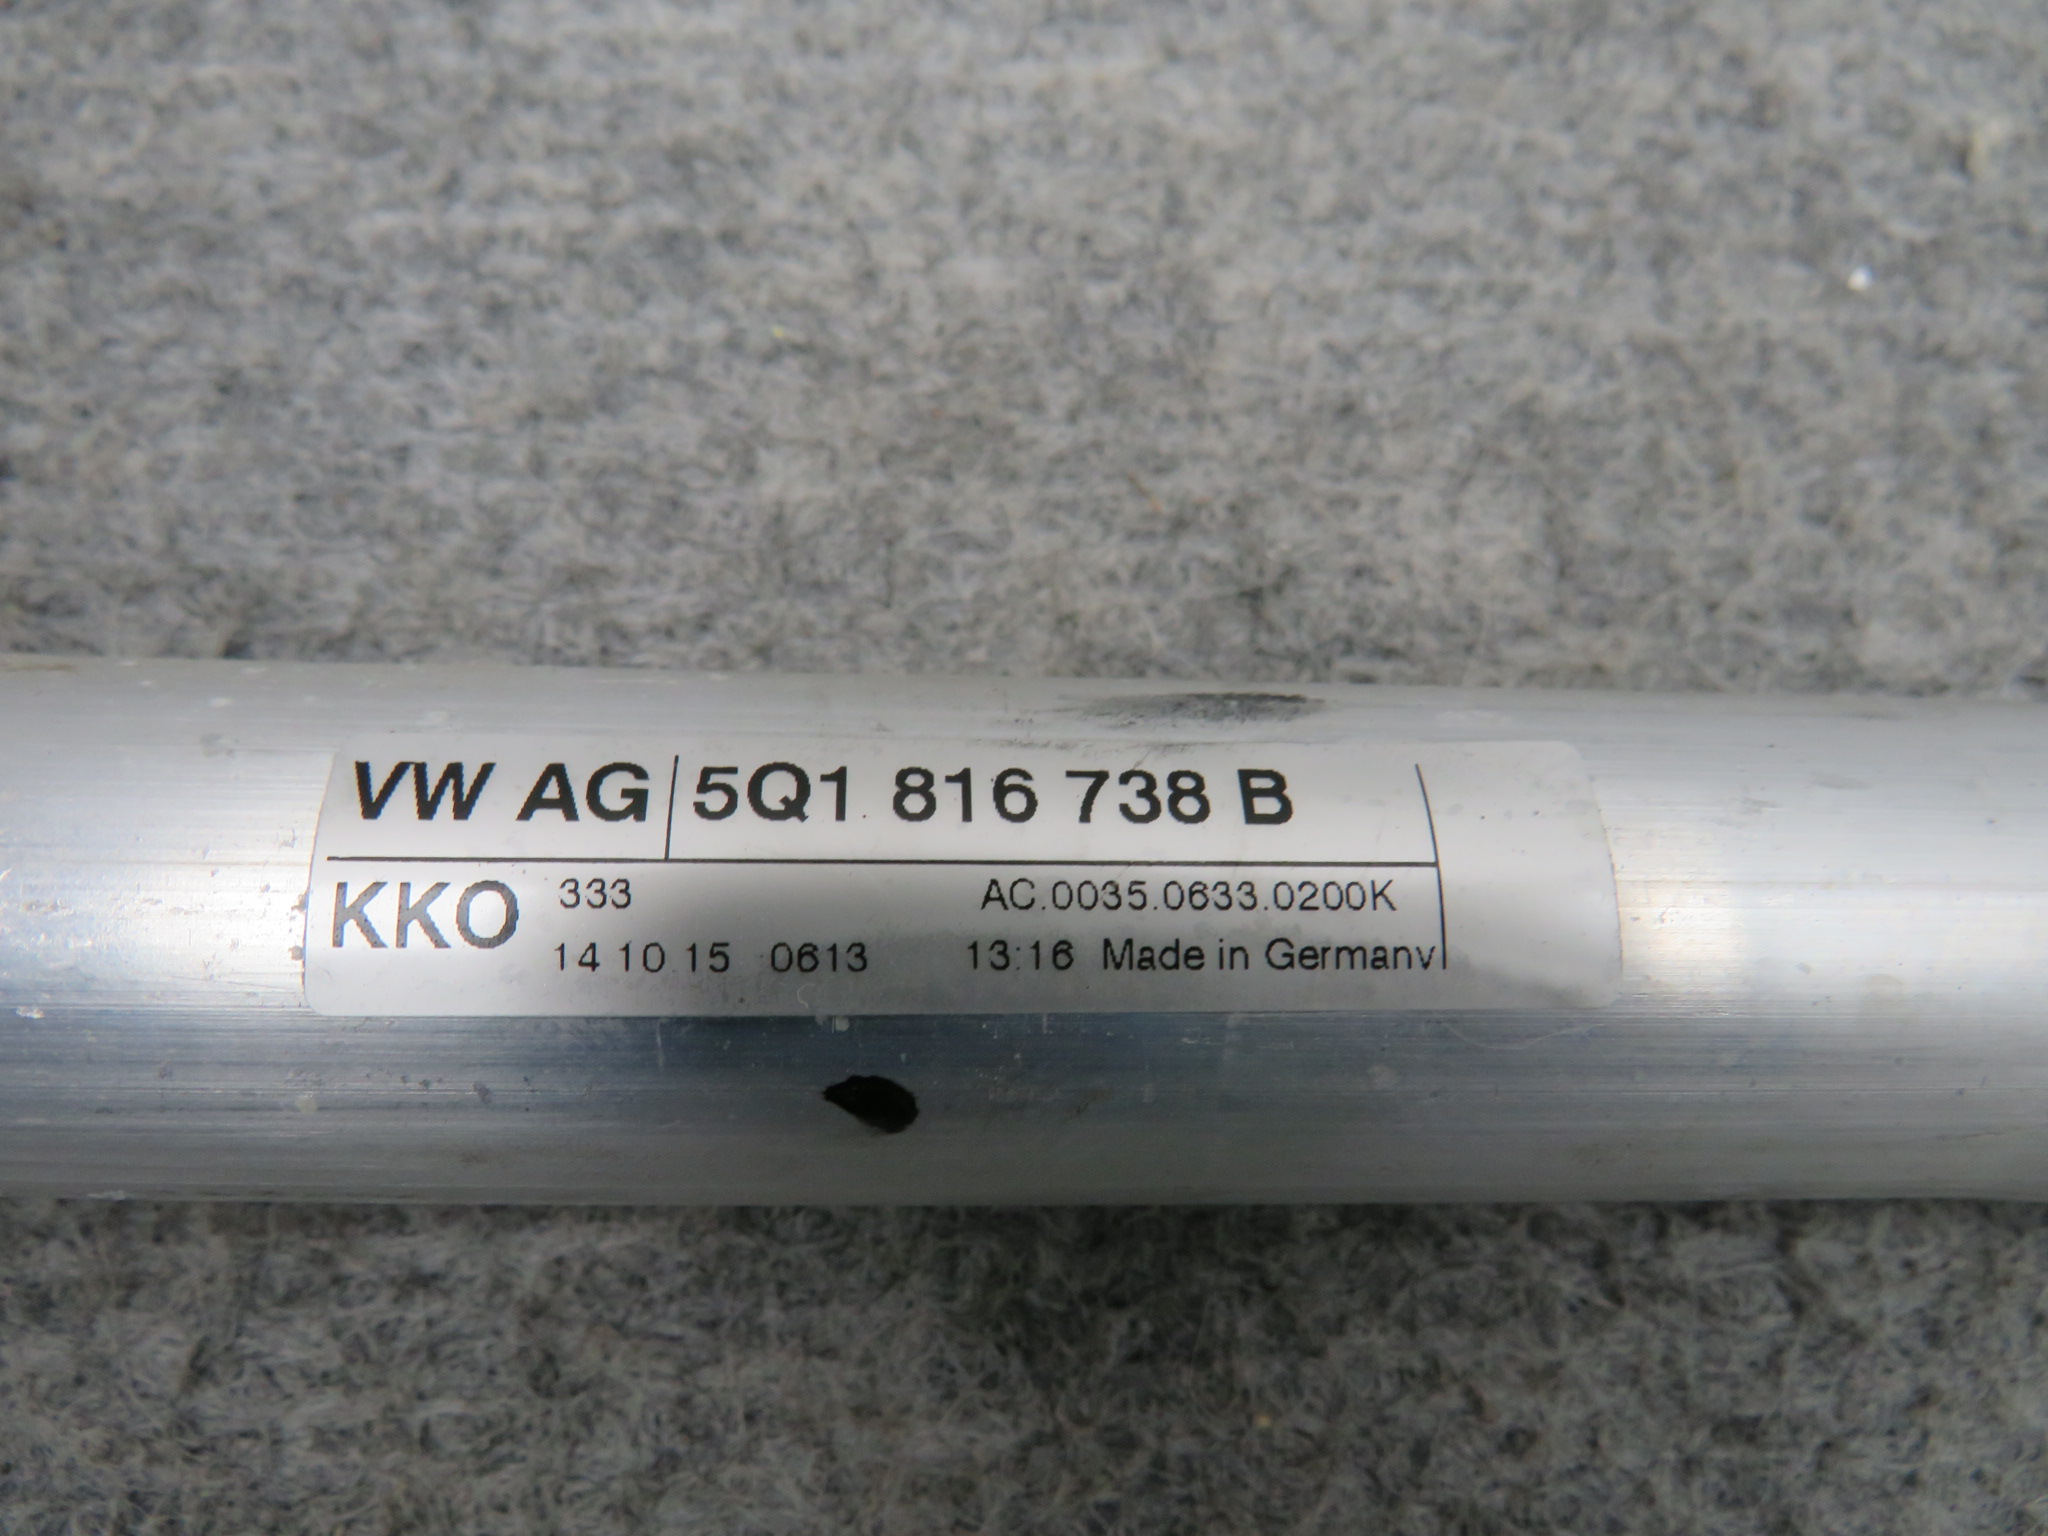 VW AG 5Q1 816 738 B
KKO 333 AC.0035.0633.0200K
14 10 15 0613 13:16 Made in Germany